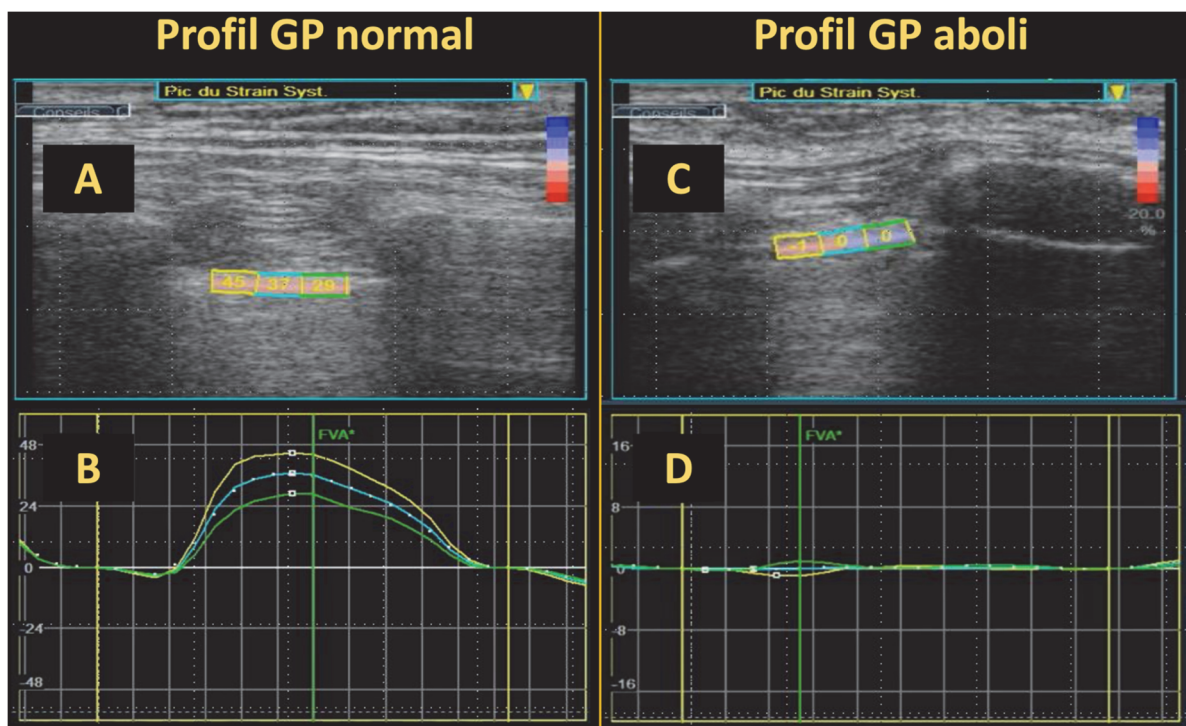 Profil GP normal
Pic du Strain Syst.
Conseils
A
45 37 29
B
FVA*
48
24
0
-24
-48
Profil GP aboli
Pic du Strain Syst.
Conseils
C
-20.0
%
-1 0 0
D
FVA*
16
8
0
-8
-16